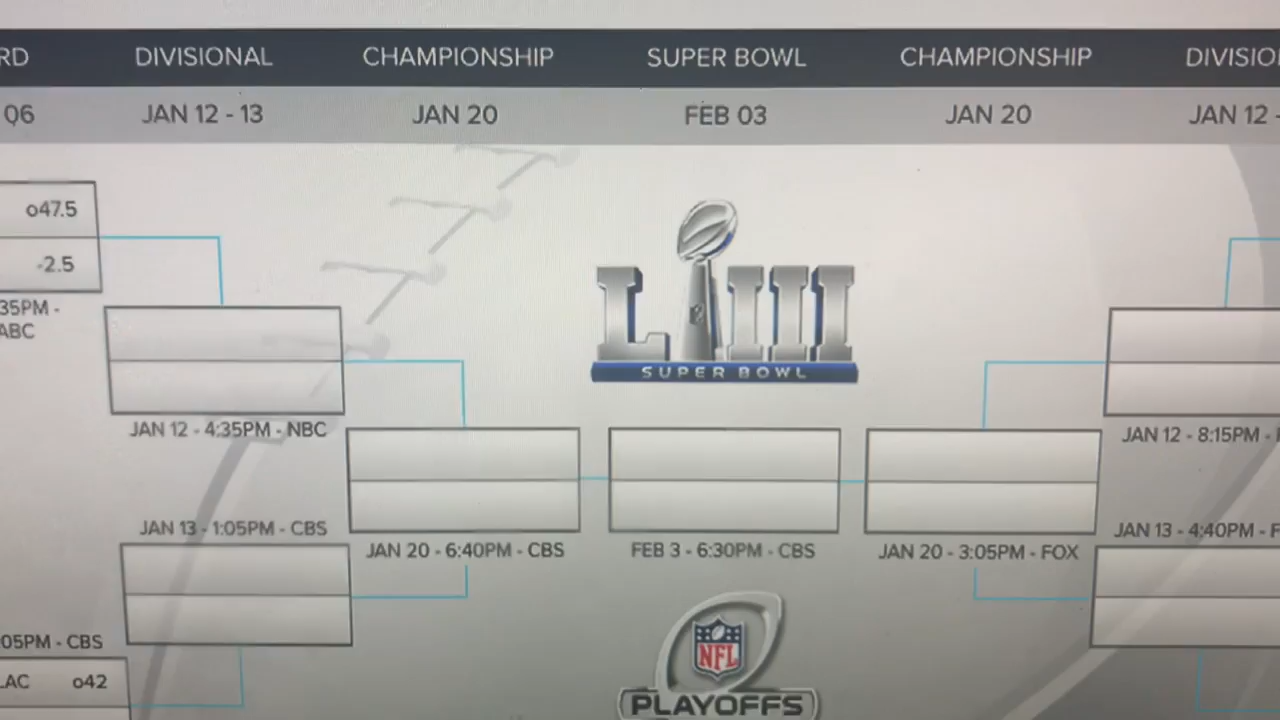 RD DIVISIONAL CHAMPIONSHIP SUPER BOWL CHAMPIONSHIP DIVISIO
06 JAN 12 - 13 JAN 20 FEB 03 JAN 20 JAN 12 -
o47.5
-2.5
35PM -
ABC
LIII
SUPER BOWL
JAN 12 - 4:35PM - NBC
JAN 12 - 8:15PM -
JAN 13 - 1:05PM - CBS
JAN 13 - 4:40PM - F
JAN 20 - 6:40PM - CBS
FEB 3 - 6:30PM - CBS
JAN 20 - 3:05PM - FOX
05PM - CBS
LAC o42
NFL
PLAYOFFS